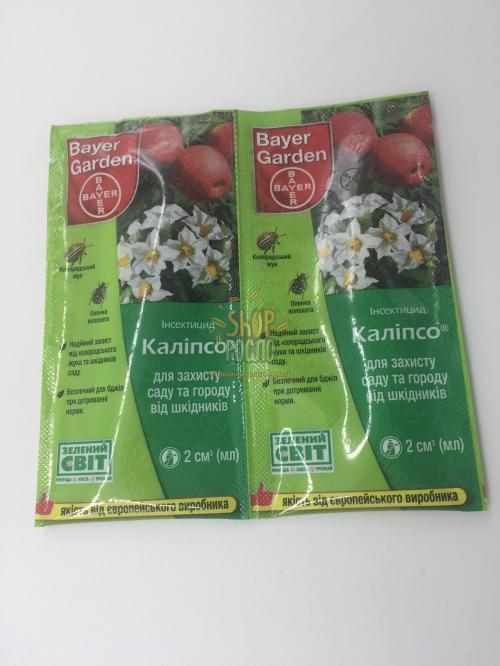 Bayer
Garden
BAYER
BAYER
Колорадський
жук
Оленка
волохата
Надійний захист
від колорадського
жука та шкідників
Безпечний для бджіл
при дотриманні
норми.
Інсектицид
Каліпсо
для захисту
саду та городу
від шкідників
ЗЕЛЕНИЙ
СВІТ
2 см³ (мл)
якість від європейського виробника
Bayer
Garden
BAYER
BAYER
Колорадський
жук
Оленка
волохата
Надійний захист
від колорадського
жука та шкідників
Безпечний для бджіл
при дотриманні
норми.
Інсектицид
Каліпсо®
для захисту
саду та городу
від шкідників
ЗЕЛЕНИЙ
СВІТ
2 см³ (мл)
якість від європейського виробника
SHOP